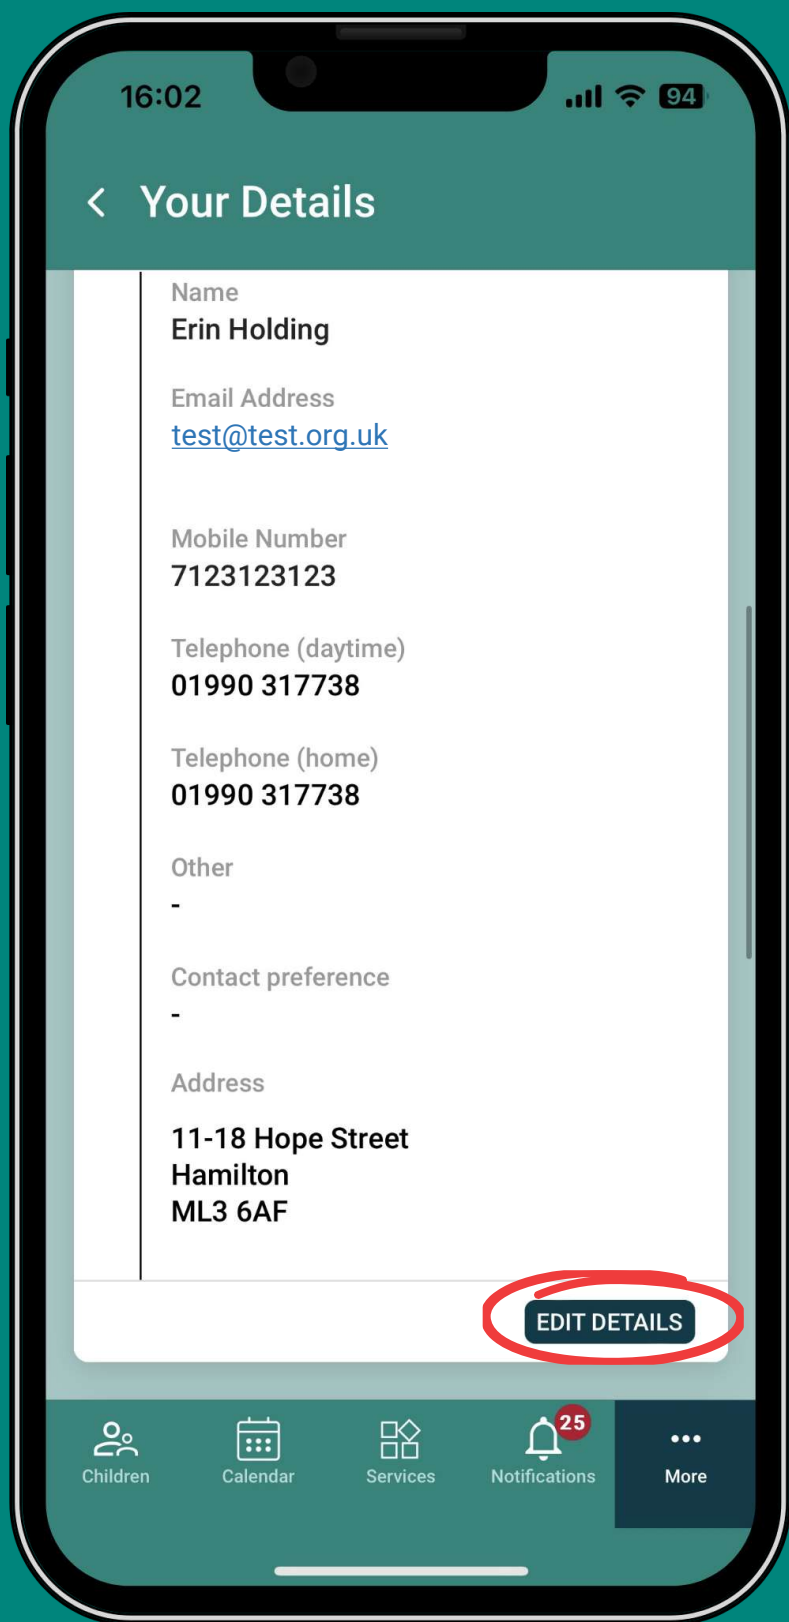 16:02
94
Your Details
Name
Erin Holding
Email Address
test@test.org.uk
Mobile Number
7123123123
Telephone (daytime)
01990 317738
Telephone (home)
01990 317738
Other
-
Contact preference
-
Address
11-18 Hope Street
Hamilton
ML3 6AF
EDIT DETAILS
25
Children
Calendar
Services
Notifications
More